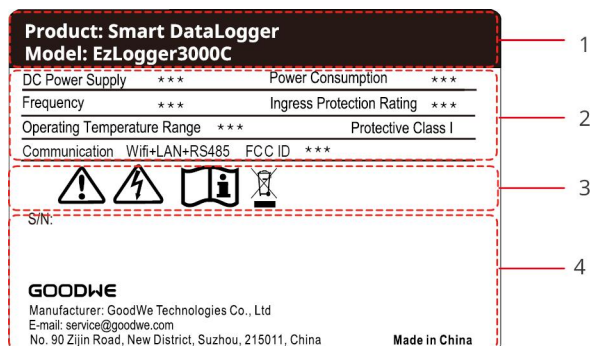 Product: Smart DataLogger
Model: EzLogger3000C
1
DC Power Supply *** Power Consumption ***
Frequency *** Ingress Protection Rating ***
2
Operating Temperature Range *** Protective Class I
Communication Wifi+LAN+RS485 FCC ID ***
3
S/N:
4
GOODWE
Manufacturer: GoodWe Technologies Co., Ltd
E-mail: service@goodwe.com
No. 90 Zijin Road, New District, Suzhou, 215011, China Made in China